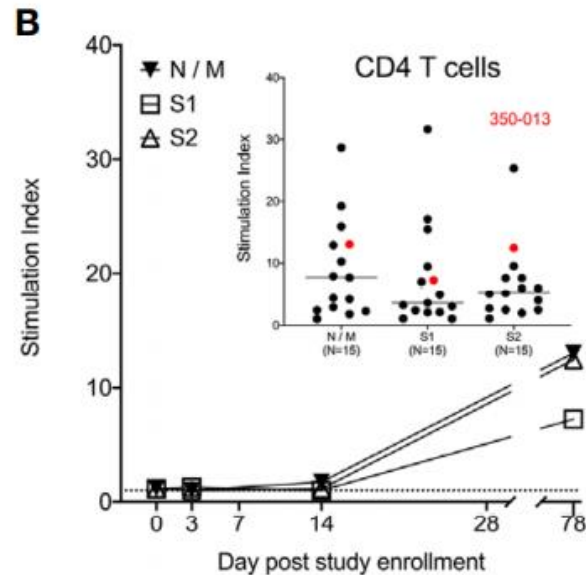 B
Stimulation Index
40
30
20
10
0
N / M
S1
S2
CD4 T cells
350-013
Stimulation Index
40
30
20
10
0
N / M
(N=15)
S1
(N=15)
S2
(N=15)
0
3
7
14
28
78
Day post study enrollment